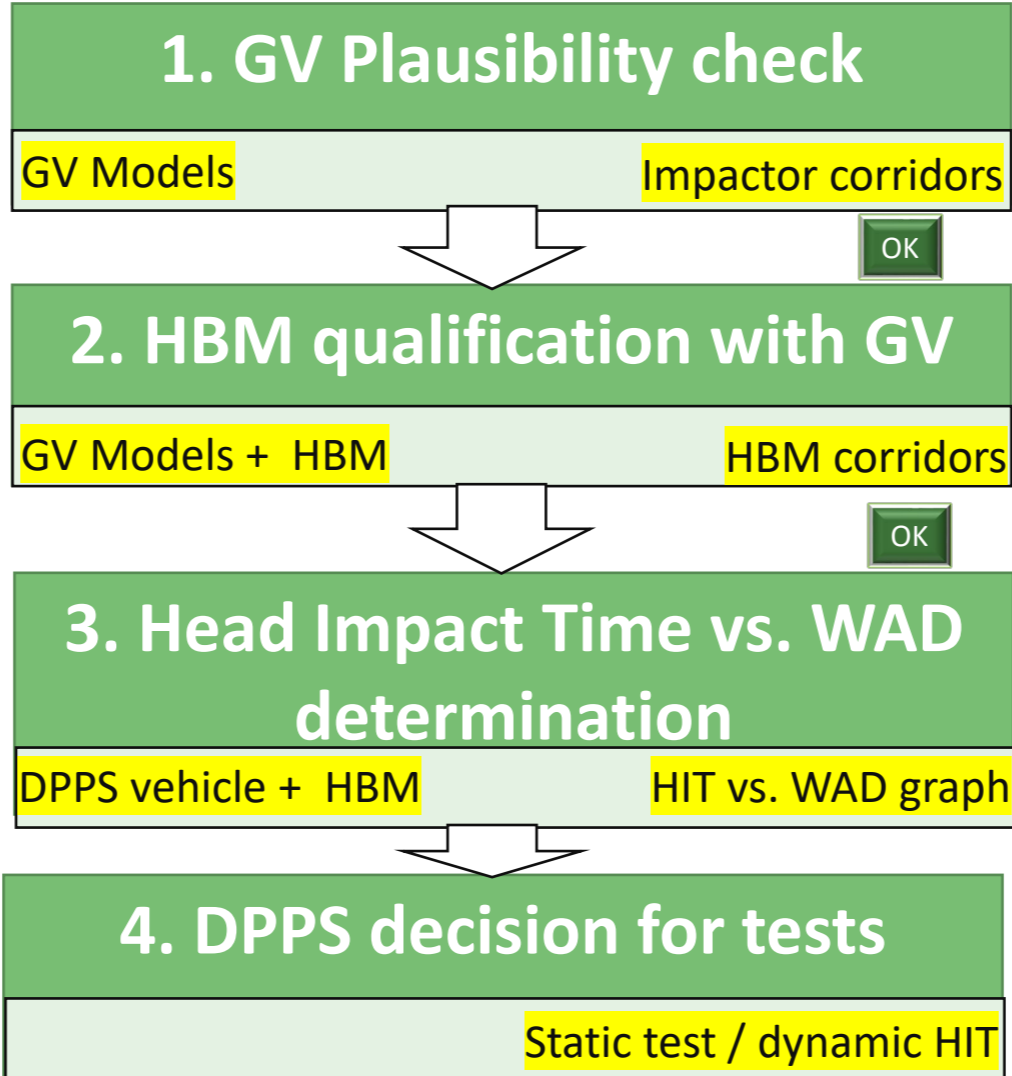 1. GV Plausibility check
GV Models
Impactor corridors
OK
2. HBM qualification with GV
GV Models + HBM
HBM corridors
OK
3. Head Impact Time vs. WAD
determination
DPPS vehicle + HBM
HIT vs. WAD graph
4. DPPS decision for tests
Static test / dynamic HIT